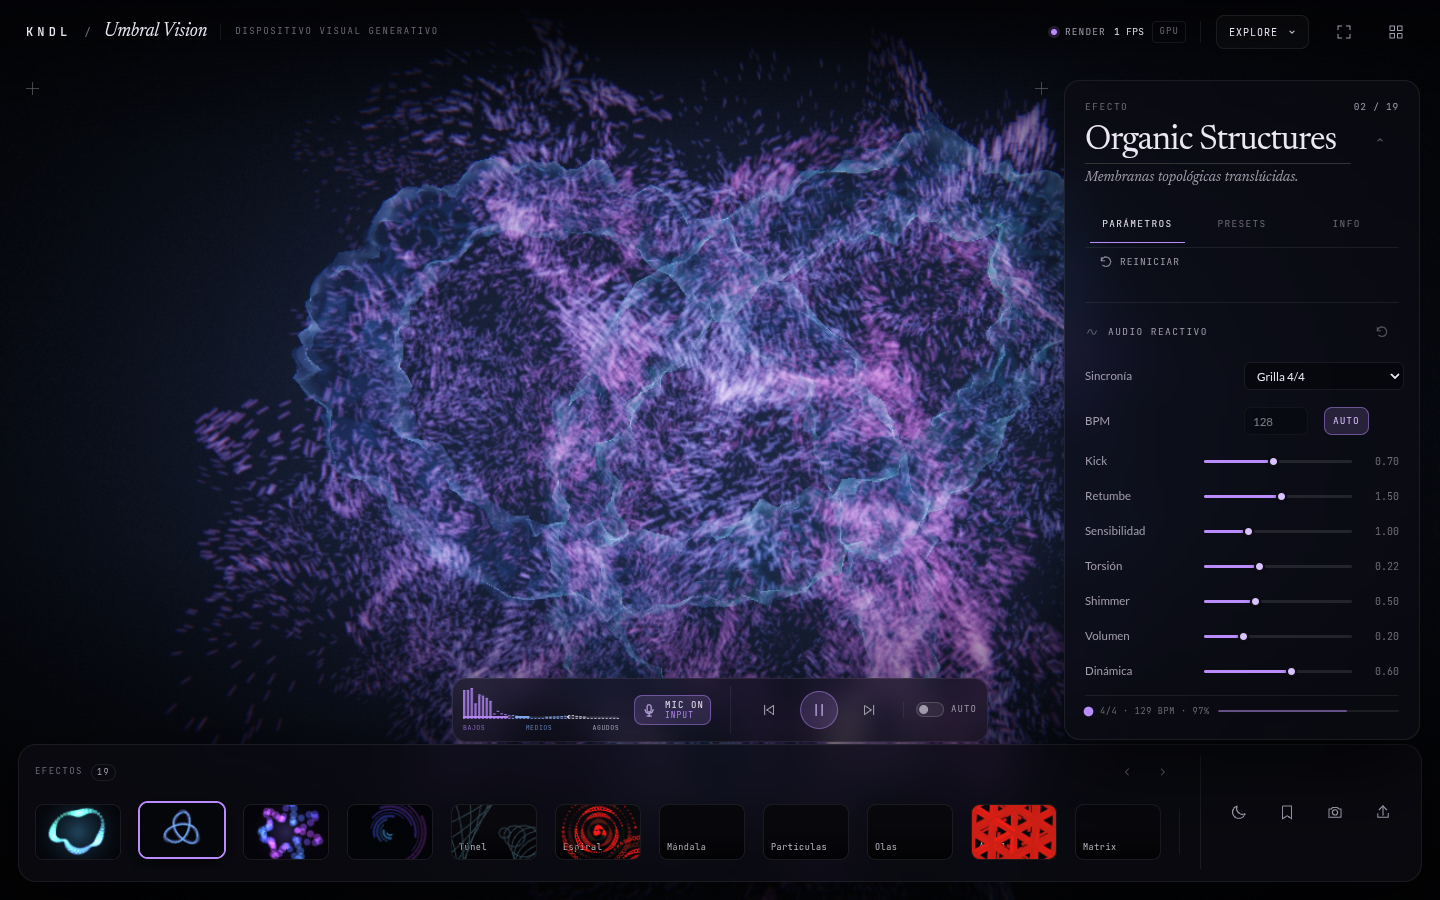 KNDL / Umbral Vision DISPOSITIVO VISUAL GENERATIVO
RENDER 1 FPS GPU EXPLORE
EFECTO 02 / 19
Organic Structures
Membranas topológicas translúcidas.
PARÁMETROS PRESETS INFO
REINICIAR
AUDIO REACTIVO
Sincronía Grilla 4/4
BPM 128 AUTO
Kick 0.70
Retumbe 1.50
Sensibilidad 1.00
Torsión 0.22
Shimmer 0.50
Volumen 0.20
Dinámica 0.60
4/4 · 129 BPM · 97%
BAJOS MEDIOS AGUDOS
MIC ON
INPUT
AUTO
EFECTOS 19
Túnel
Espiral
Mándala
Partículas
Olas
Matrix